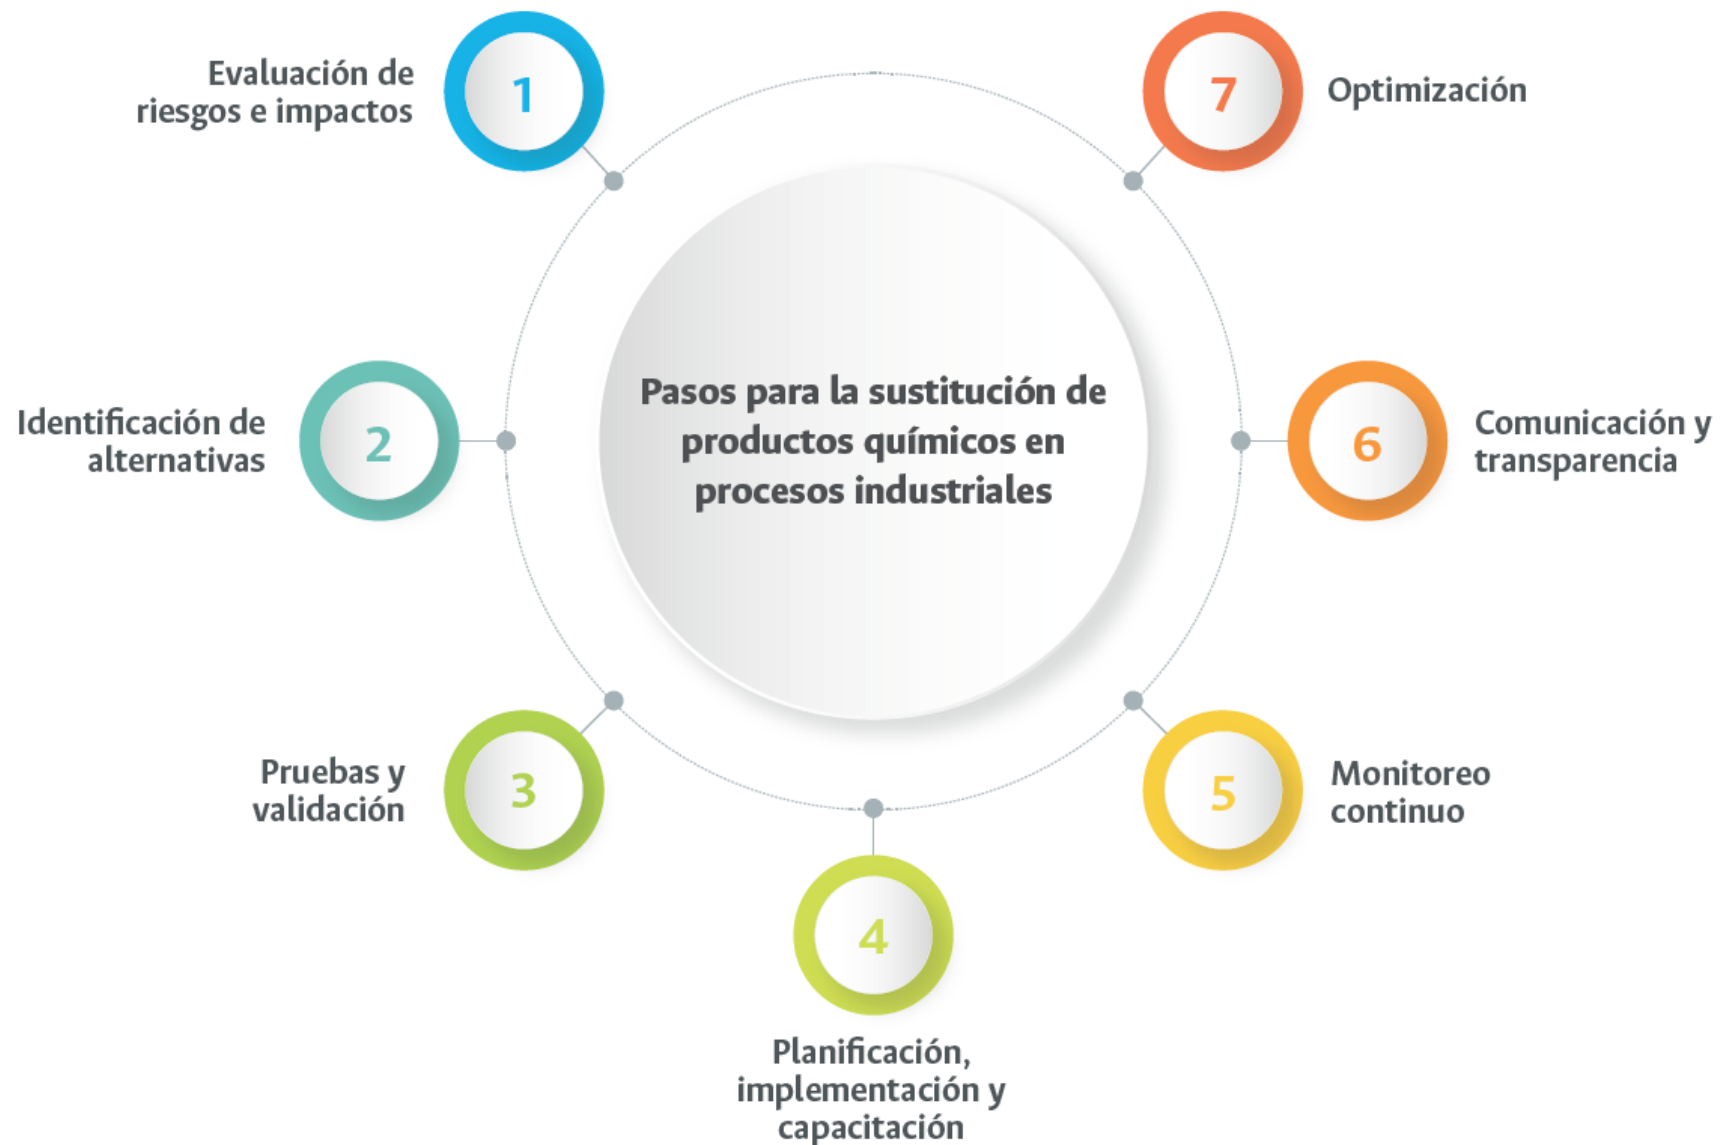 Pasos para la sustitución de
productos químicos en
procesos industriales
1
Evaluación de
riesgos e impactos
2
Identificación de
alternativas
3
Pruebas y
validación
4
Planificación,
implementación y
capacitación
5
Monitoreo
continuo
6
Comunicación y
transparencia
7
Optimización